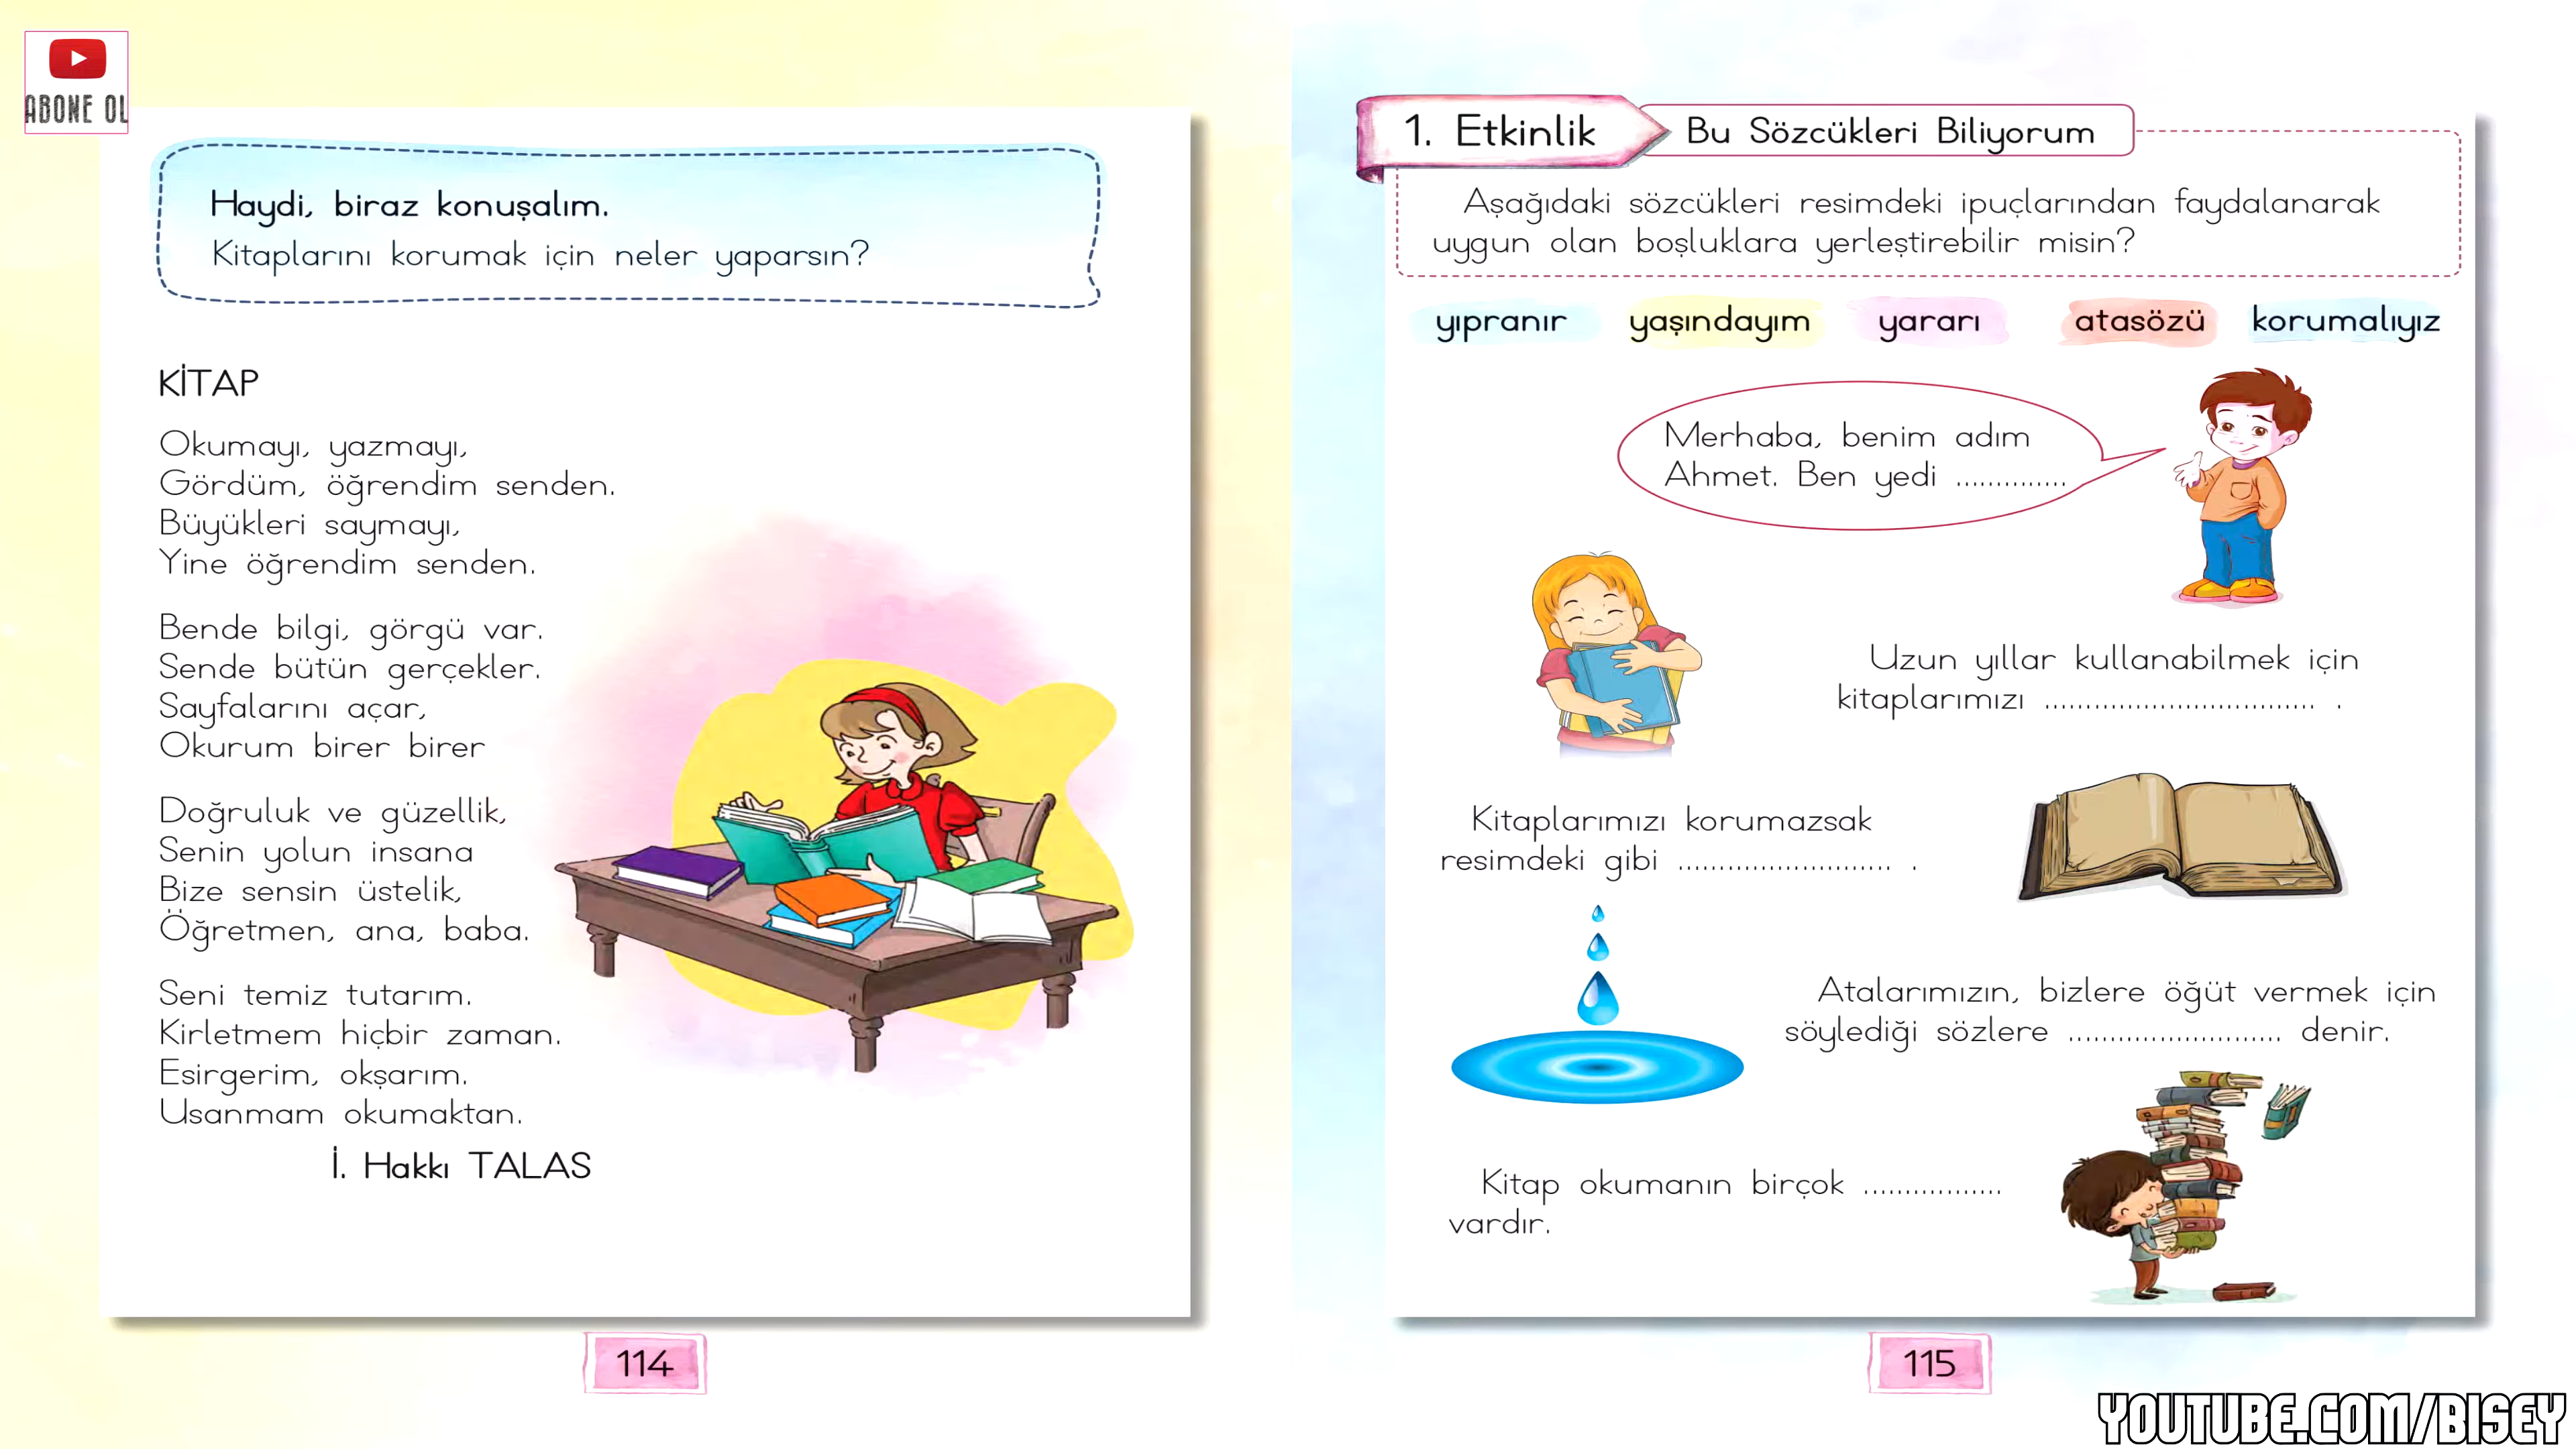 ABONE OL
Haydi, biraz konuşalım.
Kitaplarını korumak için neler yaparsın?
KİTAP
Okumayı, yazmayı,
Gördüm, öğrendim senden.
Büyükleri saymayı,
Yine öğrendim senden.
Bende bilgi, görgü var.
Sende bütün gerçekler.
Sayfalarını açar,
Okurum birer birer
Doğruluk ve güzellik,
Senin yolun insana
Bize sensin üstelik,
Öğretmen, ana, baba.
Seni temiz tutarım.
Kirletmem hiçbir zaman.
Esirgerim, okşarım.
Usanmam okumaktan.
İ. Hakkı TALAS
114
1. Etkinlik
Bu Sözcükleri Biliyorum
Aşağıdaki sözcükleri resimdeki ipuçlarından faydalanarak
uygun olan boşluklara yerleştirebilir misin?
yıpranır yaşındayım yararı atasözü korumalıyız
Merhaba, benim adım
Ahmet. Ben yedi ..............
Uzun yıllar kullanabilmek için
kitaplarımızı ................................. .
Kitaplarımızı korumazsak
resimdeki gibi .......................... .
Atalarımızın, bizlere öğüt vermek için
söylediği sözlere .......................... denir.
Kitap okumanın birçok .................
vardır.
115
YOUTUBE.COM/BISEY